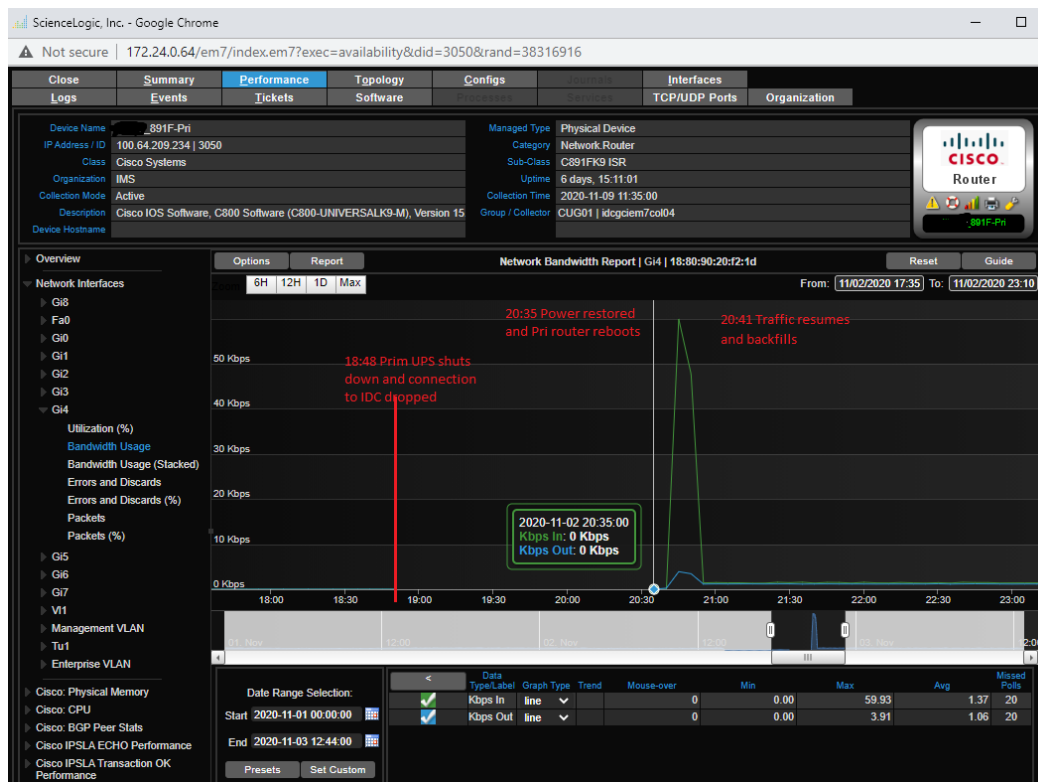 ScienceLogic, Inc. - Google Chrome
Not secure | 172.24.0.64/em7/index.em7?exec=availability&did=3050&rand=38316916
Close Summary Performance Topology Configs Journals Interfaces
Logs Events Tickets Software Processes Services TCP/UDP Ports Organization
Device Name _891F-Pri Managed Type Physical Device
IP Address / ID 100.64.209.234 | 3050 Category Network.Router
Class Cisco Systems Sub-Class C891FK9 ISR
Organization IMS Uptime 6 days, 15:11:01
Collection Mode Active Collection Time 2020-11-09 11:35:00
Description Cisco IOS Software, C800 Software (C800-UNIVERSALK9-M), Version 15 Group / Collector CUG01 | idcgciem7col04
Device Hostname
CISCO
Router
_891F-Pri
Overview
Network Interfaces
Gi8
Fa0
Gi0
Gi1
Gi2
Gi3
Gi4
Utilization (%)
Bandwidth Usage
Bandwidth Usage (Stacked)
Errors and Discards
Errors and Discards (%)
Packets
Packets (%)
Gi5
Gi6
Gi7
Vl1
Management VLAN
Tu1
Enterprise VLAN
Cisco: Physical Memory
Cisco: CPU
Cisco: BGP Peer Stats
Cisco IPSLA ECHO Performance
Cisco IPSLA Transaction OK
Performance
Options Report Network Bandwidth Report | Gi4 | 18:80:90:20:f2:1d Reset Guide
6H 12H 1D Max From: 11/02/2020 17:35 To: 11/02/2020 23:10
20:35 Power restored
and Pri router reboots
20:41 Traffic resumes
and backfills
18:48 Prim UPS shuts
down and connection
to IDC dropped
50 Kbps
40 Kbps
30 Kbps
20 Kbps
10 Kbps
0 Kbps
2020-11-02 20:35:00
Kbps In: 0 Kbps
Kbps Out: 0 Kbps
18:00 18:30 19:00 19:30 20:00 20:30 21:00 21:30 22:00 22:30 23:00
01. Nov 12:00 02. Nov 12:00 03. Nov 12:0
Date Range Selection:
Start 2020-11-01 00:00:00
End 2020-11-03 12:44:00
Presets Set Custom
< Data Type/Label Graph Type Trend Mouse-over Min Max Avg Missed Polls
Kbps In line 0 0.00 59.93 1.37 20
Kbps Out line 0 0.00 3.91 1.06 20